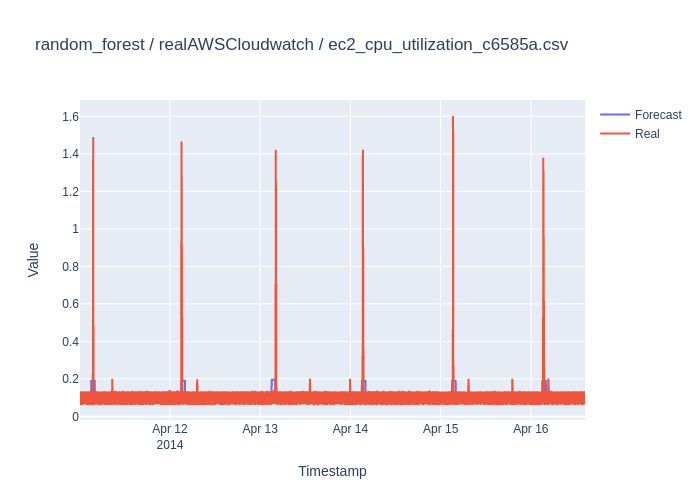 random_forest / realAWSCloudwatch / ec2_cpu_utilization_c6585a.csv
Forecast
Real
1.6
1.4
1.2
1
0.8
0.6
0.4
0.2
0
Value
Apr 12
2014
Apr 13
Apr 14
Apr 15
Apr 16
Timestamp